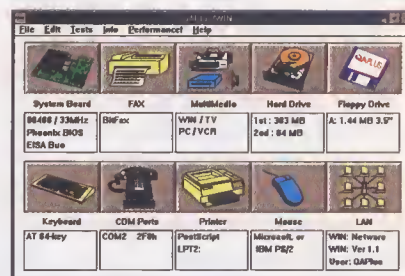 File Edit Tests Info Performance! Help
System Board FAX MultiMedia Hard Drive Floppy Drive
QAPLUS
80486 / 33MHz
Phoenix BIOS
EISA Bus
BitFax
WIN / TV
PC / VCR
1st : 303 MB
2nd : 84 MB
A: 1.44 MB 3.5"
Keyboard COM Ports Printer Mouse LAN
AT 84-key
COM2 2F8h
PostScript
LPT2:
Microsoft, or
IBM PS/2
WIN: Netware
WIN: Ver 1.1
User: QAPlus